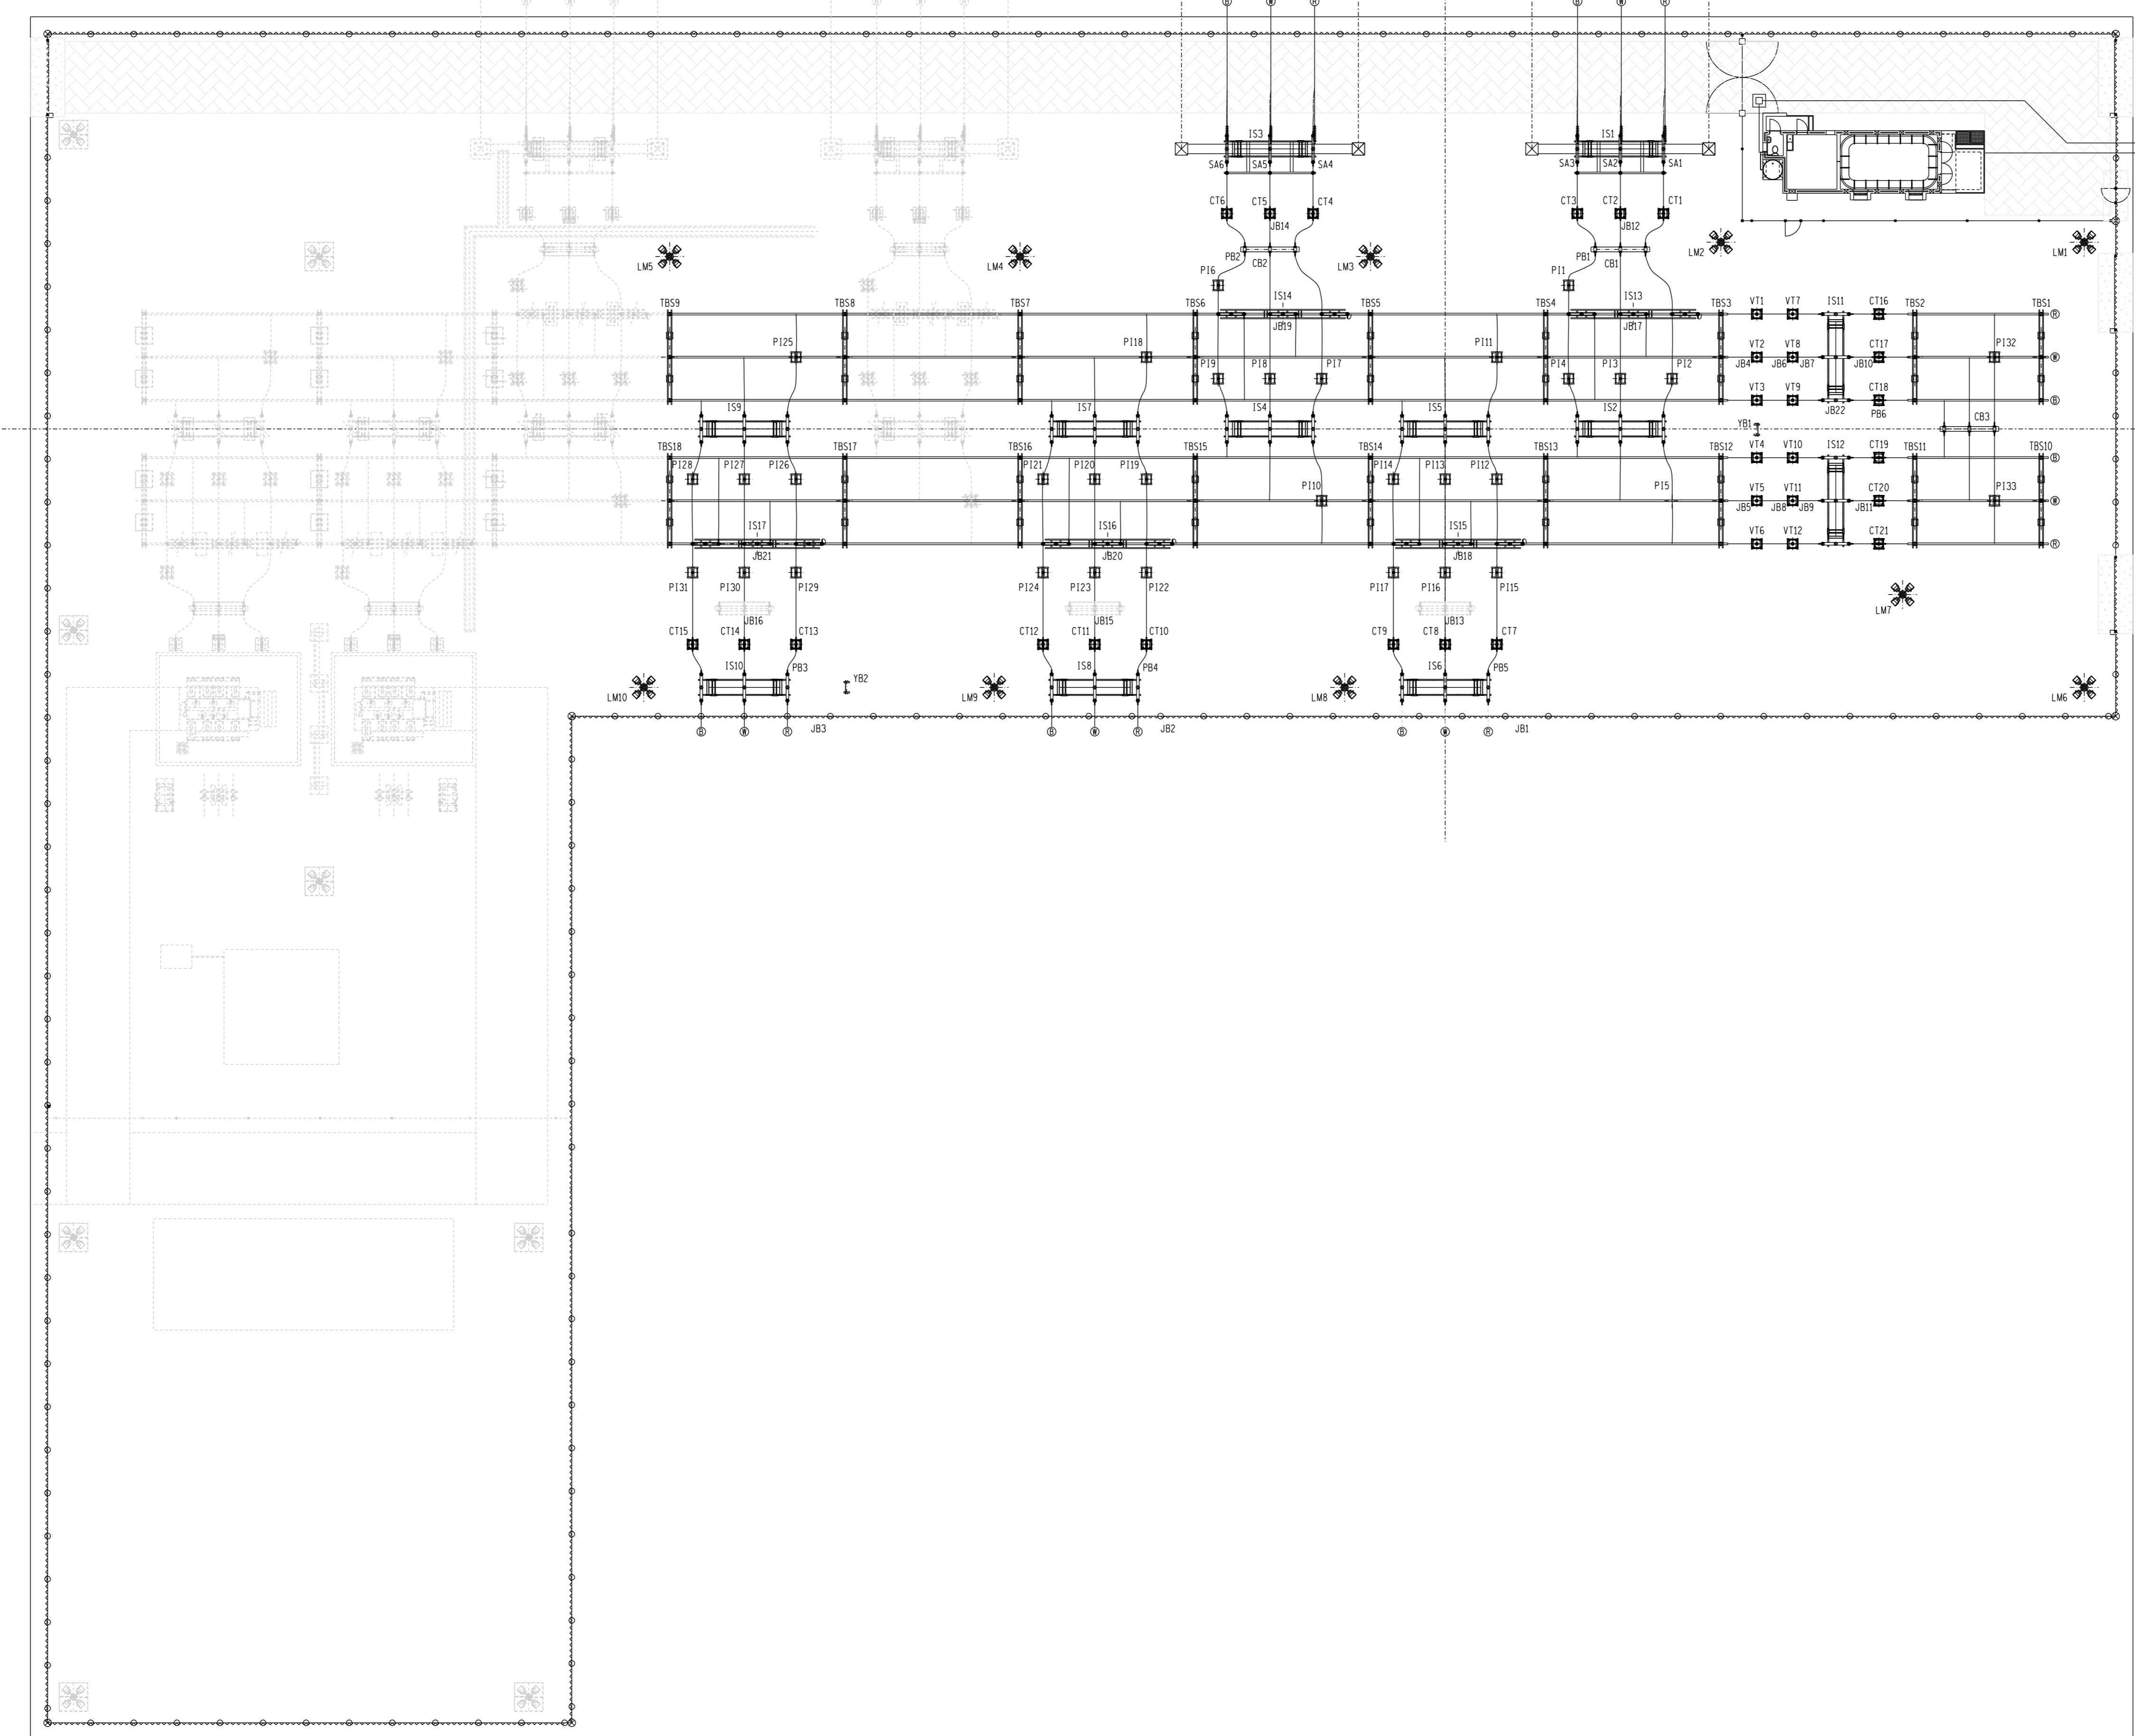 B W R B W R
IS3 IS1
SA6 SA5 SA4 SA3 SA2 SA1
CT6 CT5 CT4 CT3 CT2 CT1
JB14 JB12
LM5 LM4 PB2 CB2 LM3 PB1 CB1 LM2 LM1
PI6 PI1
TBS9 TBS8 TBS7 TBS6 IS14 TBS5 TBS4 IS13 TBS3 VT1 VT7 IS11 CT16 TBS2 TBS1
R
JB19 JB17
PI25 PI18 PI11 VT2 VT8 CT17 PI32
W
PI9 PI8 PI7 PI4 PI3 PI2 JB4 JB6 JB7 JB10
VT3 VT9 CT18
B
IS9 IS7 IS4 IS5 IS2 JB22 PB6 CB3
YB1
TBS18 TBS17 TBS16 TBS15 TBS14 TBS13 TBS12 VT4 VT10 IS12 CT19 TBS11 TBS10
B
PI28 PI27 PI26 PI21 PI20 PI19 PI14 PI13 PI12
PI10 PI5 VT5 VT11 CT20 PI33
W
JB5 JB8 JB9 JB11
IS17 IS16 IS15 VT6 VT12 CT21
R
JB21 JB20 JB18
PI31 PI30 PI29 PI24 PI23 PI22 PI17 PI16 PI15
LM7
JB16 JB15 JB13
CT15 CT14 CT13 CT12 CT11 CT10 CT9 CT8 CT7
IS10 PB3 IS8 PB4 IS6 PB5
YB2
LM10 LM9 LM8 LM6
B W R JB3 B W R JB2 B W R JB1